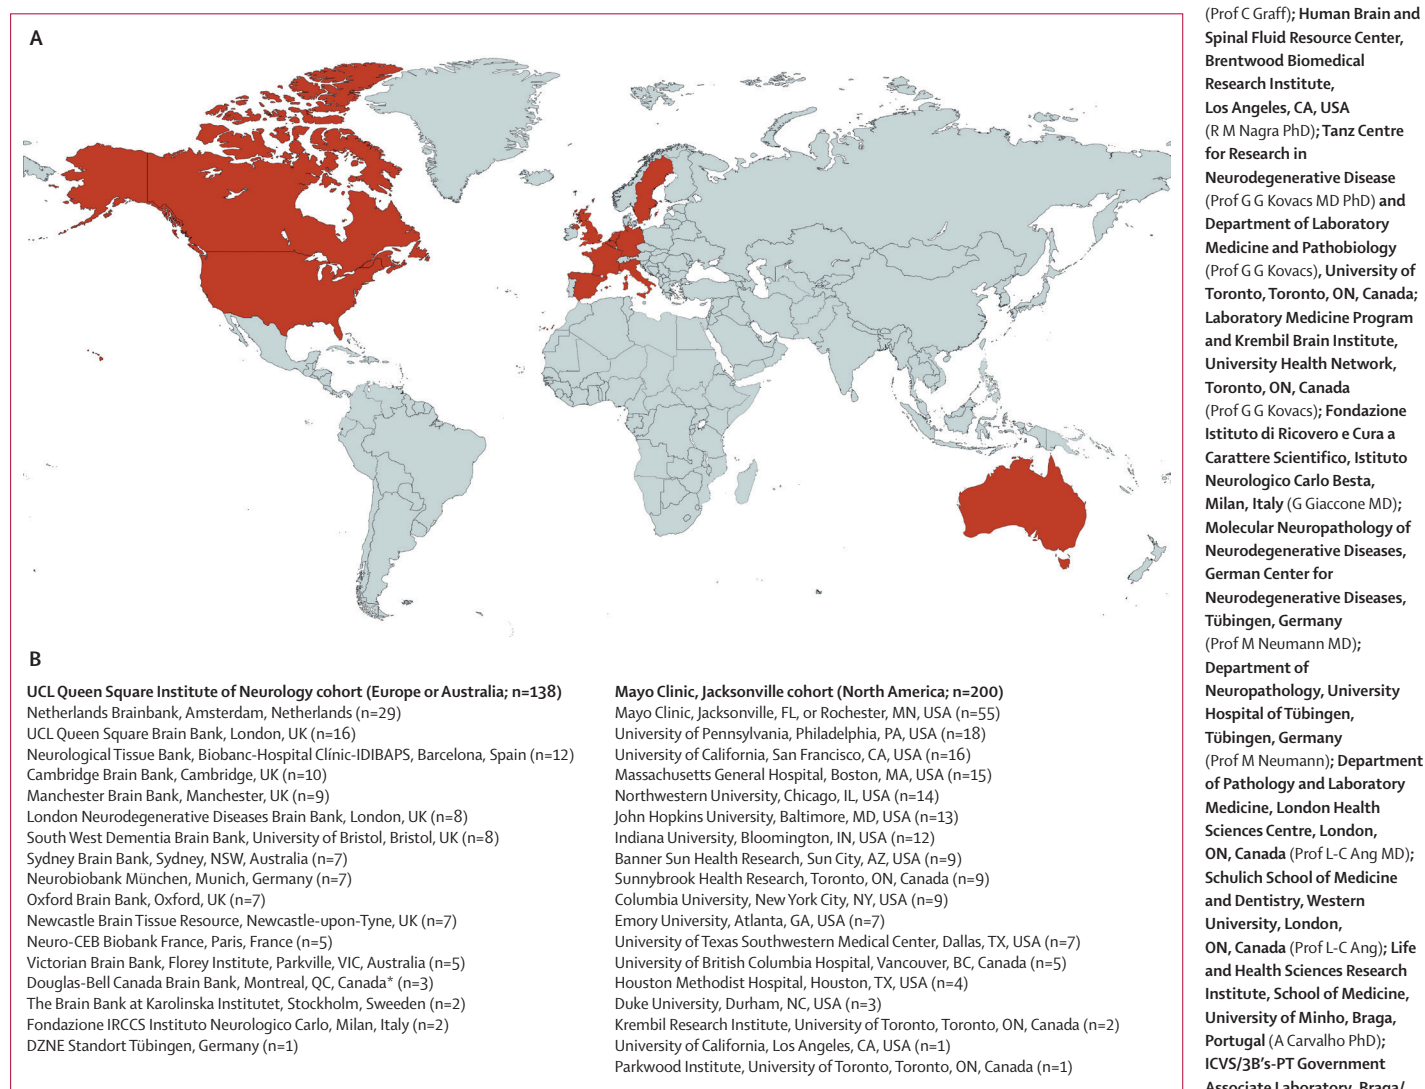 A
B
UCL Queen Square Institute of Neurology cohort (Europe or Australia; n=138)
Netherlands Brainbank, Amsterdam, Netherlands (n=29)
UCL Queen Square Brain Bank, London, UK (n=16)
Neurological Tissue Bank, Biobanc-Hospital Clínic-IDIBAPS, Barcelona, Spain (n=12)
Cambridge Brain Bank, Cambridge, UK (n=10)
Manchester Brain Bank, Manchester, UK (n=9)
London Neurodegenerative Diseases Brain Bank, London, UK (n=8)
South West Dementia Brain Bank, University of Bristol, Bristol, UK (n=8)
Sydney Brain Bank, Sydney, NSW, Australia (n=7)
Neurobiobank München, Munich, Germany (n=7)
Oxford Brain Bank, Oxford, UK (n=7)
Newcastle Brain Tissue Resource, Newcastle-upon-Tyne, UK (n=7)
Neuro-CEB Biobank France, Paris, France (n=5)
Victorian Brain Bank, Florey Institute, Parkville, VIC, Australia (n=5)
Douglas-Bell Canada Brain Bank, Montreal, QC, Canada* (n=3)
The Brain Bank at Karolinska Institutet, Stockholm, Sweden (n=2)
Fondazione IRCCS Instituto Neurologico Carlo, Milan, Italy (n=2)
DZNE Standort Tübingen, Germany (n=1)
Mayo Clinic, Jacksonville cohort (North America; n=200)
Mayo Clinic, Jacksonville, FL, or Rochester, MN, USA (n=55)
University of Pennsylvania, Philadelphia, PA, USA (n=18)
University of California, San Francisco, CA, USA (n=16)
Massachusetts General Hospital, Boston, MA, USA (n=15)
Northwestern University, Chicago, IL, USA (n=14)
John Hopkins University, Baltimore, MD, USA (n=13)
Indiana University, Bloomington, IN, USA (n=12)
Banner Sun Health Research, Sun City, AZ, USA (n=9)
Sunnybrook Health Research, Toronto, ON, Canada (n=9)
Columbia University, New York City, NY, USA (n=9)
Emory University, Atlanta, GA, USA (n=7)
University of Texas Southwestern Medical Center, Dallas, TX, USA (n=7)
University of British Columbia Hospital, Vancouver, BC, Canada (n=5)
Houston Methodist Hospital, Houston, TX, USA (n=4)
Duke University, Durham, NC, USA (n=3)
Krembil Research Institute, University of Toronto, Toronto, ON, Canada (n=2)
University of California, Los Angeles, CA, USA (n=1)
Parkwood Institute, University of Toronto, Toronto, ON, Canada (n=1)
(Prof C Graff); Human Brain and
Spinal Fluid Resource Center,
Brentwood Biomedical
Research Institute,
Los Angeles, CA, USA
(R M Nagra PhD); Tanz Centre
for Research in
Neurodegenerative Disease
(Prof G G Kovacs MD PhD) and
Department of Laboratory
Medicine and Pathobiology
(Prof G G Kovacs), University of
Toronto, Toronto, ON, Canada;
Laboratory Medicine Program
and Krembil Brain Institute,
University Health Network,
Toronto, ON, Canada
(Prof G G Kovacs); Fondazione
Istituto di Ricovero e Cura a
Carattere Scientifico, Istituto
Neurologico Carlo Besta,
Milan, Italy (G Giaccone MD);
Molecular Neuropathology of
Neurodegenerative Diseases,
German Center for
Neurodegenerative Diseases,
Tübingen, Germany
(Prof M Neumann MD);
Department of
Neuropathology, University
Hospital of Tübingen,
Tübingen, Germany
(Prof M Neumann); Department
of Pathology and Laboratory
Medicine, London Health
Sciences Centre, London,
ON, Canada (Prof L-C Ang MD);
Schulich School of Medicine
and Dentistry, Western
University, London,
ON, Canada (Prof L-C Ang); Life
and Health Sciences Research
Institute, School of Medicine,
University of Minho, Braga,
Portugal (A Carvalho PhD);
ICVS/3B's-PT Government
Associate Laboratory, Braga/